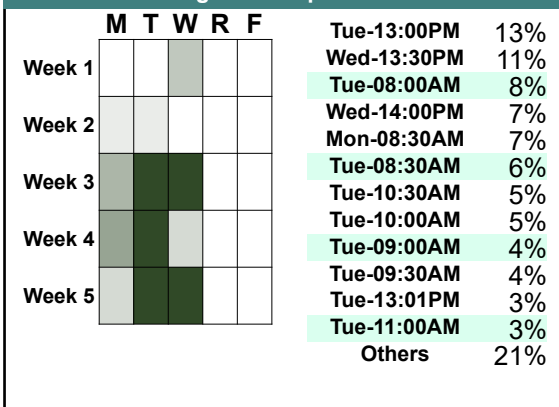 M T W R F
Week 1
Week 2
Week 3
Week 4
Week 5
Tue-13:00PM 13%
Wed-13:30PM 11%
Tue-08:00AM 8%
Wed-14:00PM 7%
Mon-08:30AM 7%
Tue-08:30AM 6%
Tue-10:30AM 5%
Tue-10:00AM 5%
Tue-09:00AM 4%
Tue-09:30AM 4%
Tue-13:01PM 3%
Tue-11:00AM 3%
Others 21%